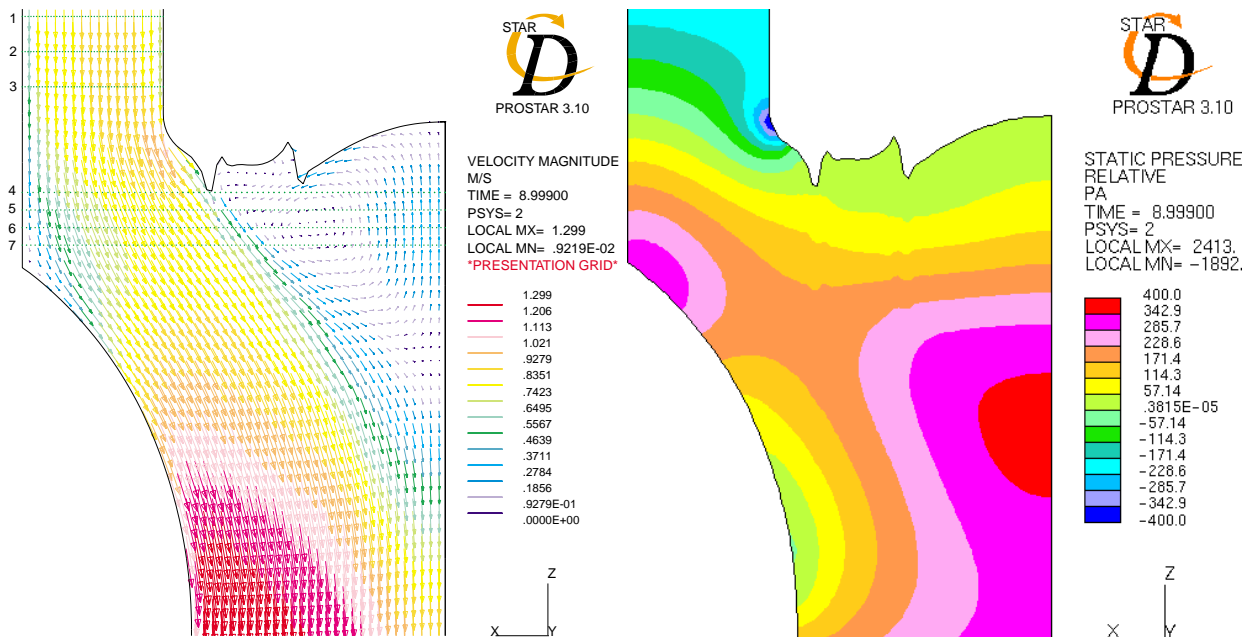 1
2
3
4
5
6
7
STAR
D
PROSTAR 3.10
VELOCITY MAGNITUDE
M/S
TIME = 8.99900
PSYS= 2
LOCAL MX= 1.299
LOCAL MN= .9219E-02
*PRESENTATION GRID*
1.299
1.206
1.113
1.021
.9279
.8351
.7423
.6495
.5567
.4639
.3711
.2784
.1856
.9279E-01
.0000E+00
Z
X
Y
STAR
D
PROSTAR 3.10
STATIC PRESSURE
RELATIVE
PA
TIME = 8.99900
PSYS= 2
LOCAL MX= 2413.
LOCAL MN= -1892.
400.0
342.9
285.7
228.6
171.4
114.3
57.14
.3815E-05
-57.14
-114.3
-171.4
-228.6
-285.7
-342.9
-400.0
Z
X
Y